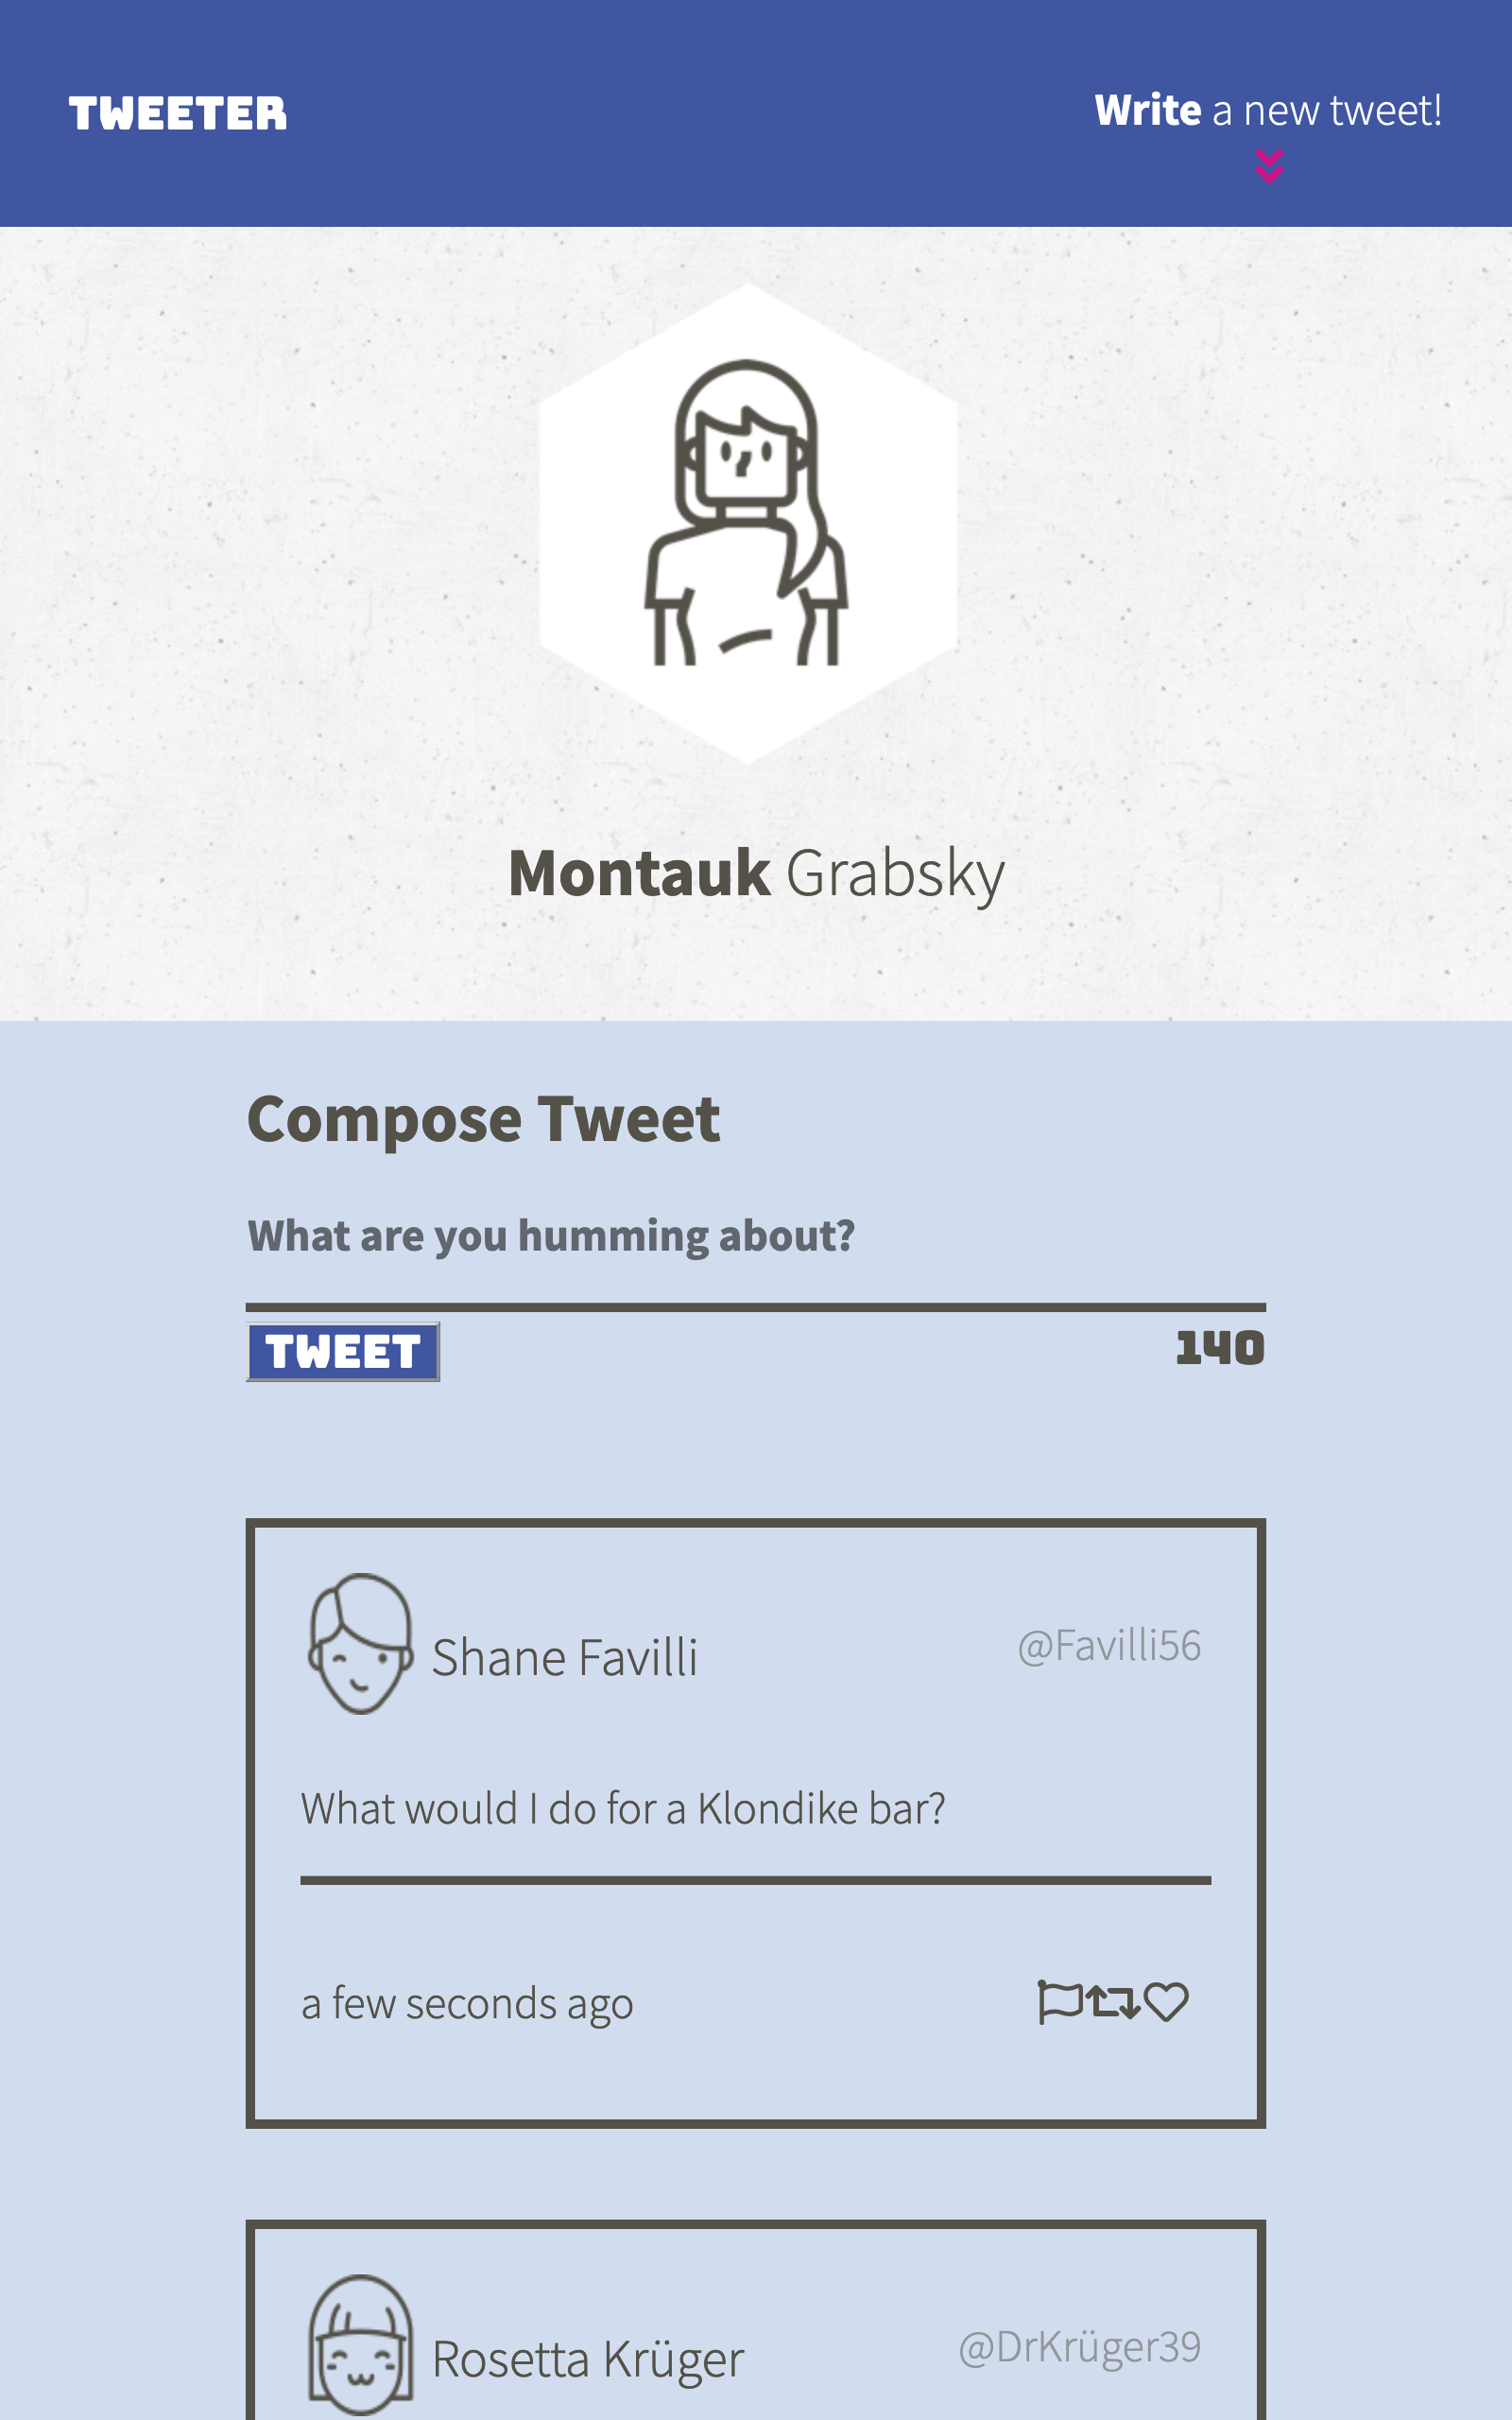 TWEETER
Write a new tweet!
Montauk Grabsky
Compose Tweet
What are you humming about?
TWEET
140
Shane Favilli
@Favilli56
What would I do for a Klondike bar?
a few seconds ago
Rosetta Krüger
@DrKrüger39